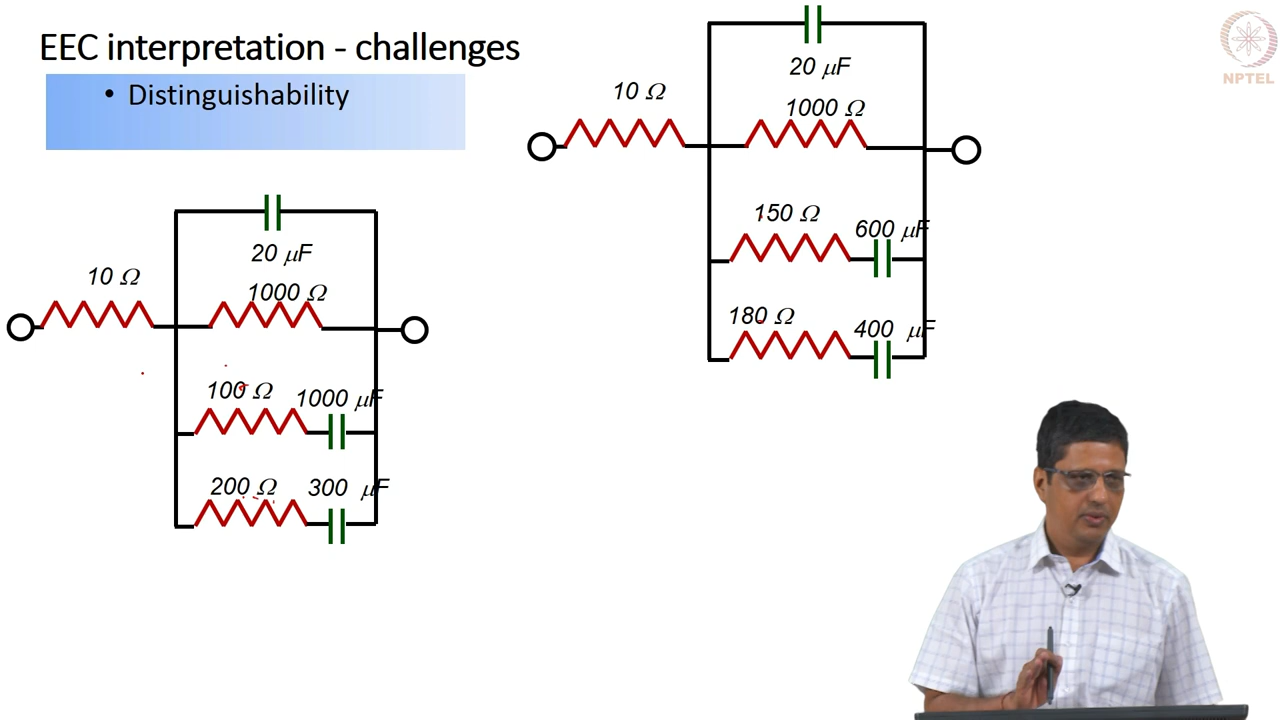 EEC interpretation - challenges
• Distinguishability
NPTEL
20 μF
10 Ω
1000 Ω
150 Ω
600 μF
180 Ω
400 μF
20 μF
10 Ω
1000 Ω
100 Ω
1000 μF
200 Ω
300 μF